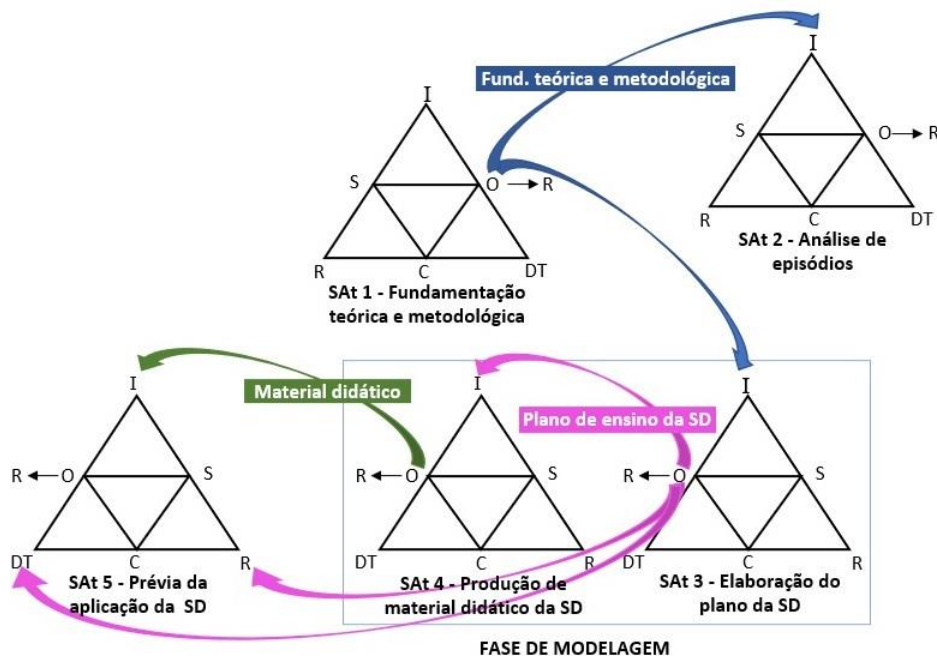 I
Fund. teórica e metodológica
I
S
O → R
S
O → R
R
C
DT
SAt 2 - Análise de
episódios
R
C
DT
SAt 1 - Fundamentação
teórica e metodológica
I
Material didático
I
Plano de ensino da SD
I
R ← O
S
R ← O
S
R ← O
S
DT
C
R
SAt 5 - Prévia da
aplicação da SD
DT
C
R
SAt 4 - Produção de
material didático da SD
DT
C
R
SAt 3 - Elaboração do
plano da SD
FASE DE MODELAGEM